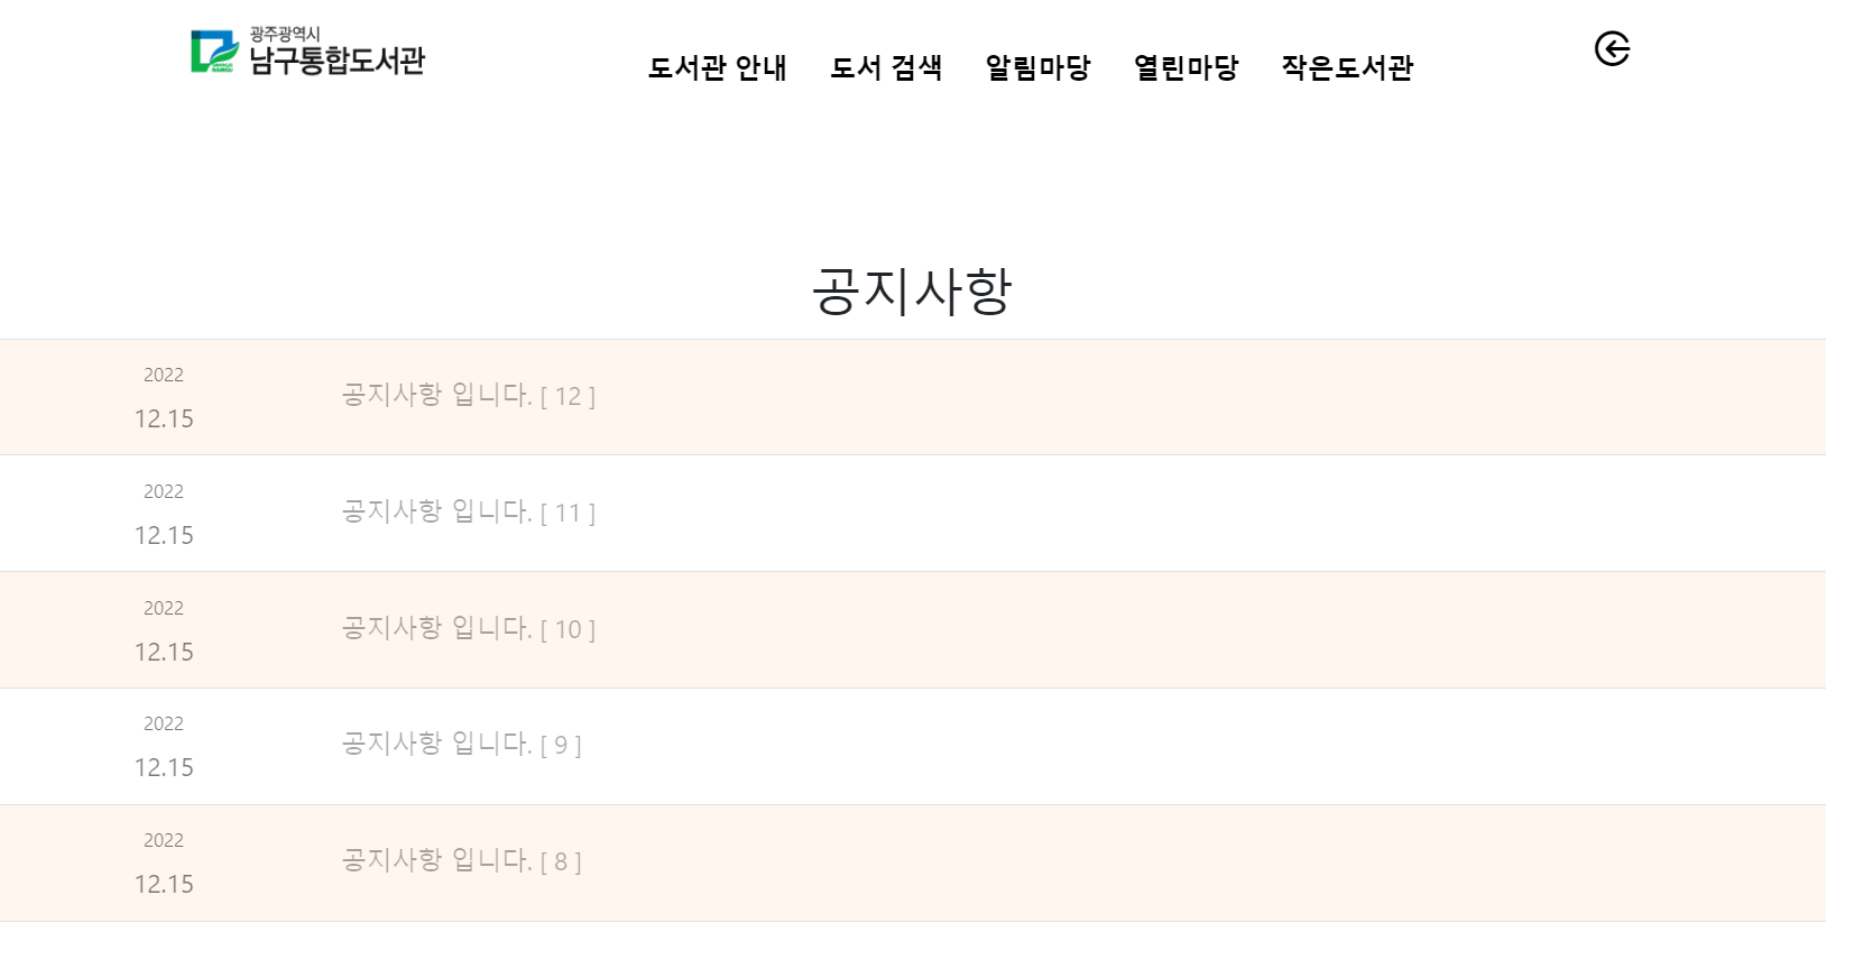 광주광역시
남구통합도서관
도서관 안내 도서 검색 알림마당 열린마당 작은도서관
공지사항
2022
12.15
공지사항 입니다. [ 12 ]
2022
12.15
공지사항 입니다. [ 11 ]
2022
12.15
공지사항 입니다. [ 10 ]
2022
12.15
공지사항 입니다. [ 9 ]
2022
12.15
공지사항 입니다. [ 8 ]